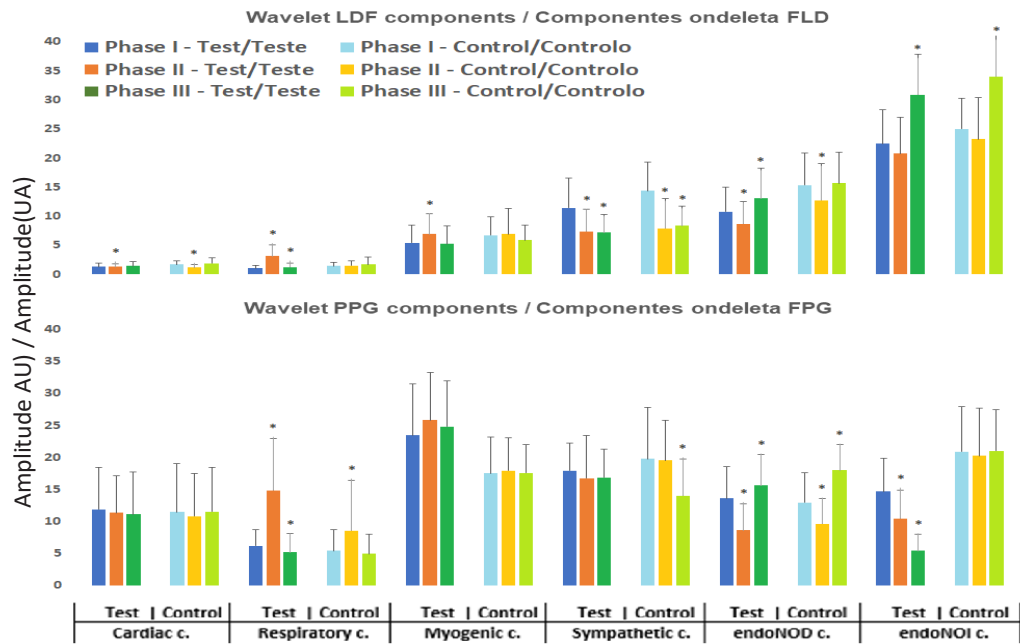 Wavelet LDF components / Componentes ondeleta FLD
40
35
30
25
20
15
10
5
0
Phase I - Test/Teste Phase I - Control/Controlo
Phase II - Test/Teste Phase II - Control/Controlo
Phase III - Test/Teste Phase III - Control/Controlo
* * * * * * * * * * * * * *
Amplitude AU) / Amplitude(UA)
Wavelet PPG components / Componentes ondeleta FPG
40
35
30
25
20
15
10
5
0
* * * * * * * * * *
Test | Control Test | Control Test | Control Test | Control Test | Control Test | Control
Cardiac c. Respiratory c. Myogenic c. Sympathetic c. endoNOD c. endoNOI c.